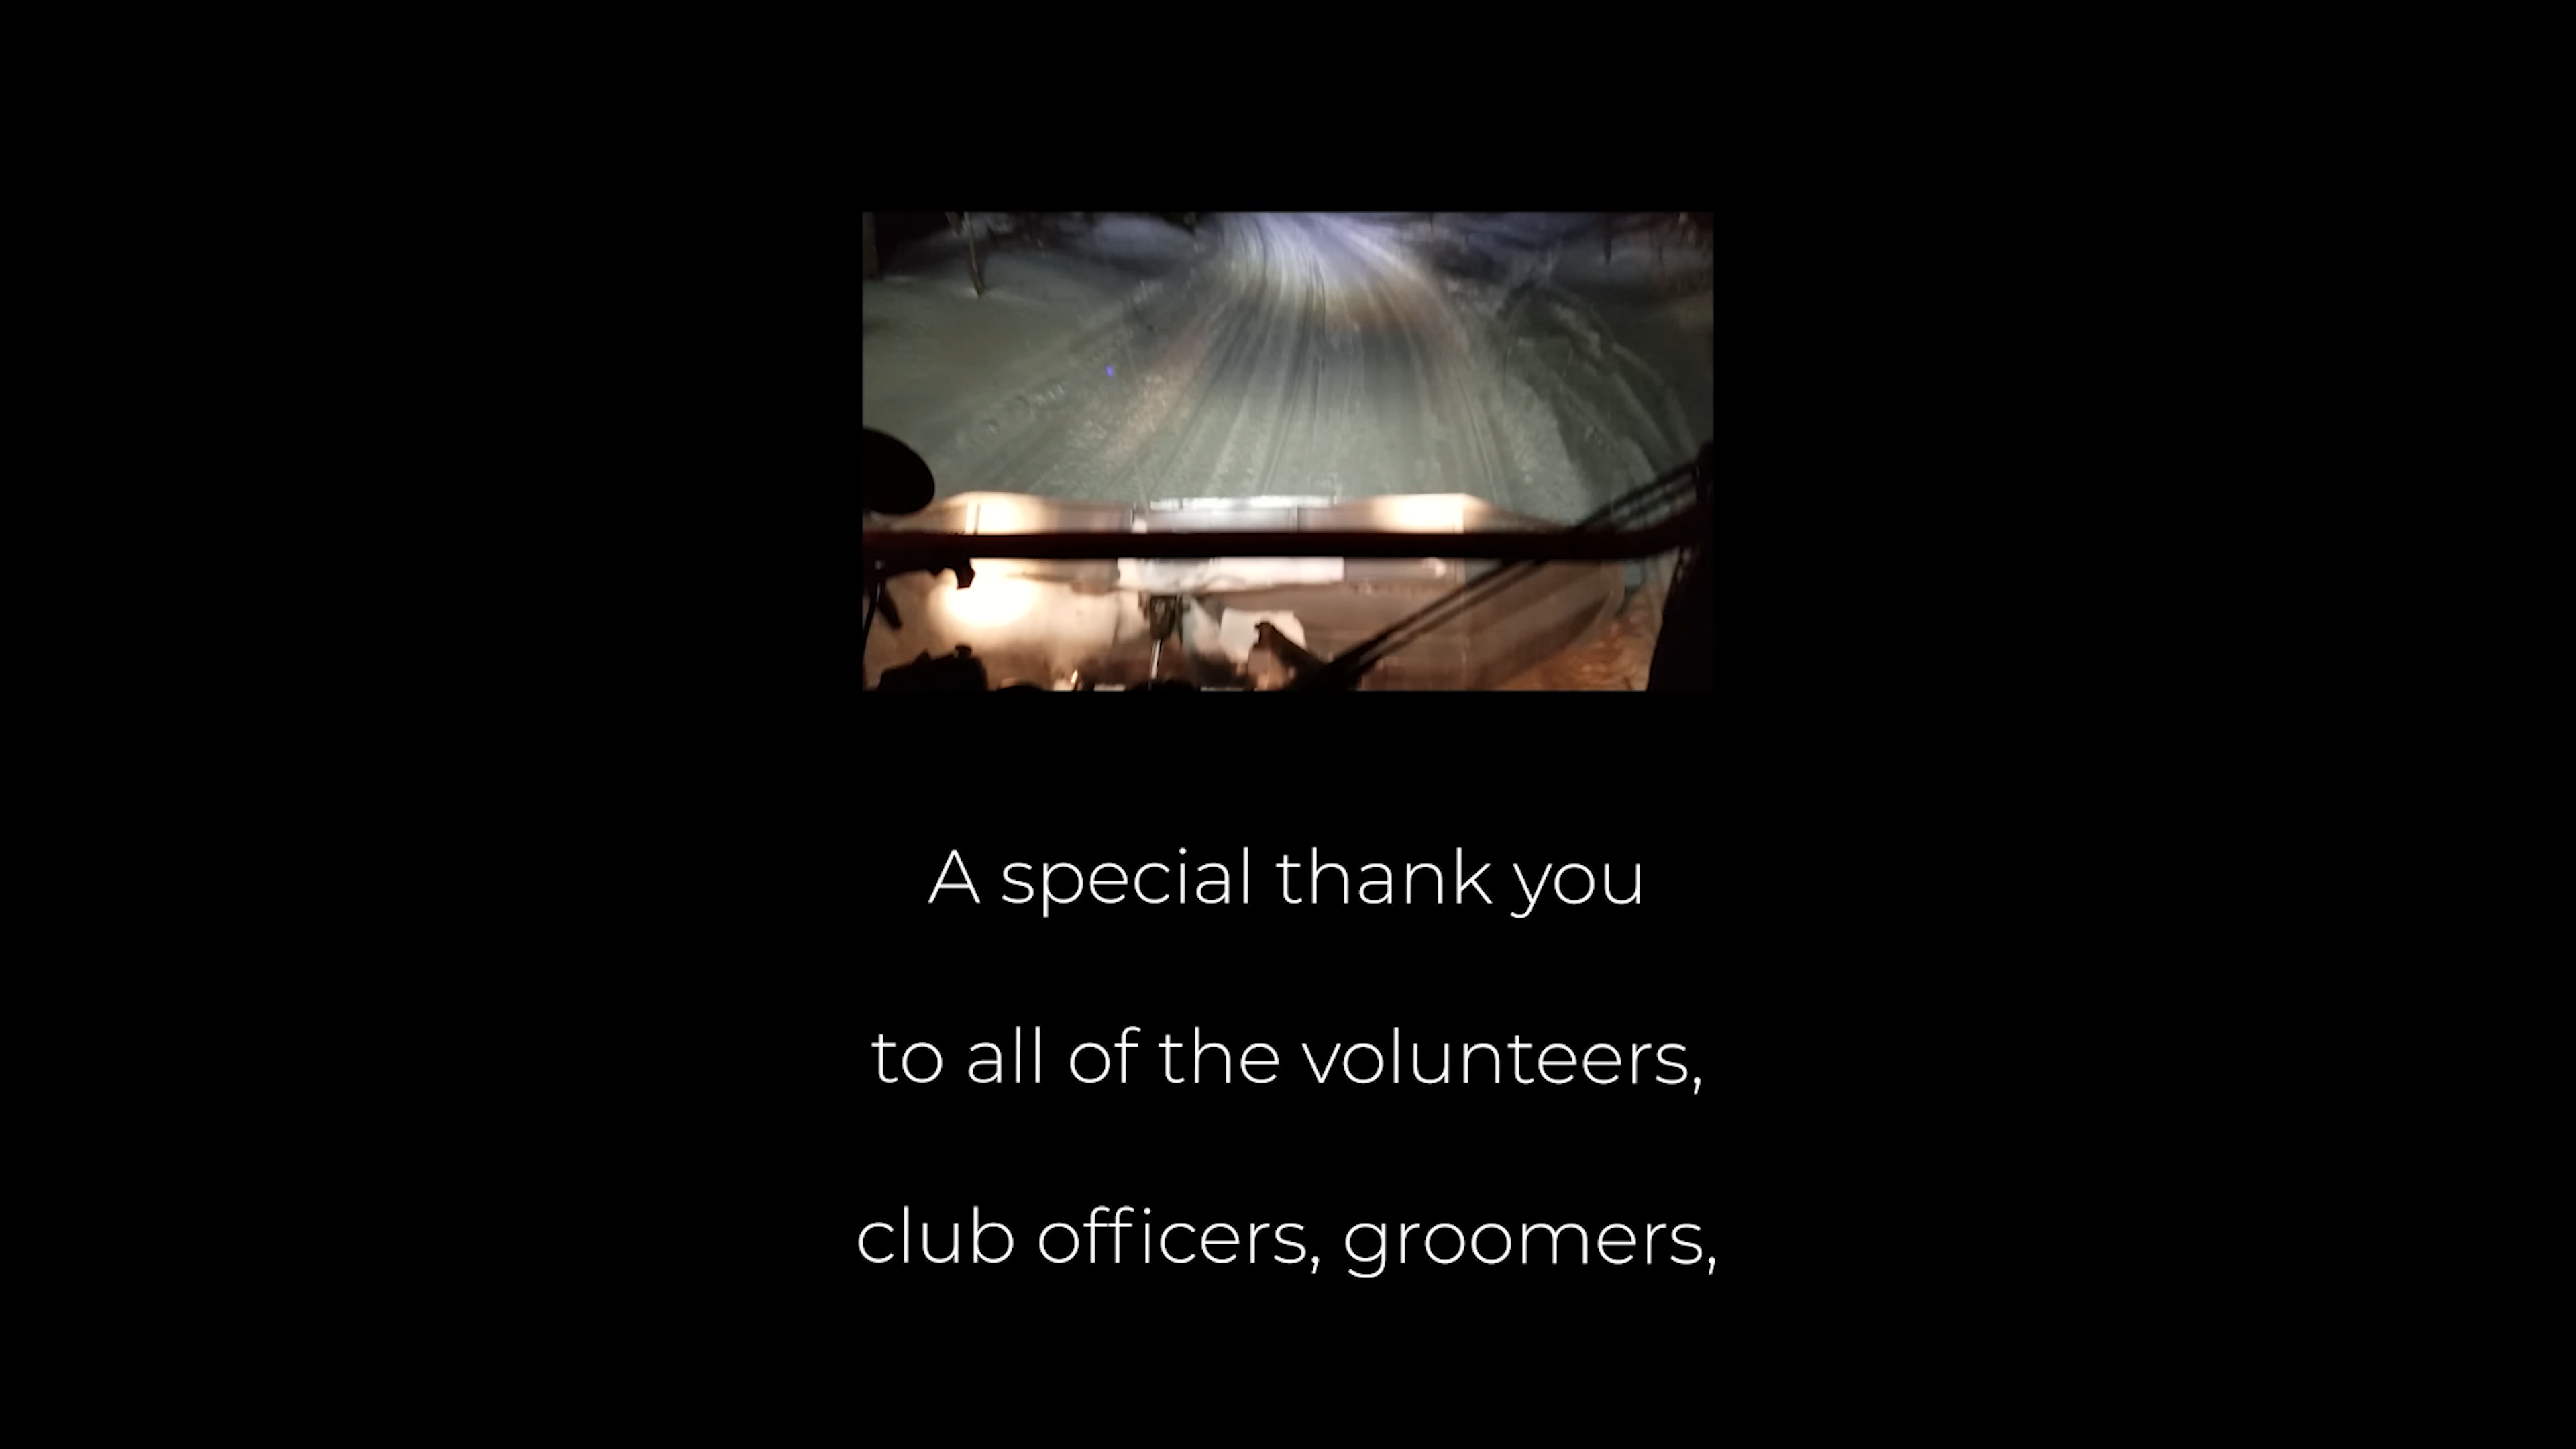 A special thank you
to all of the volunteers,
club officers, groomers,